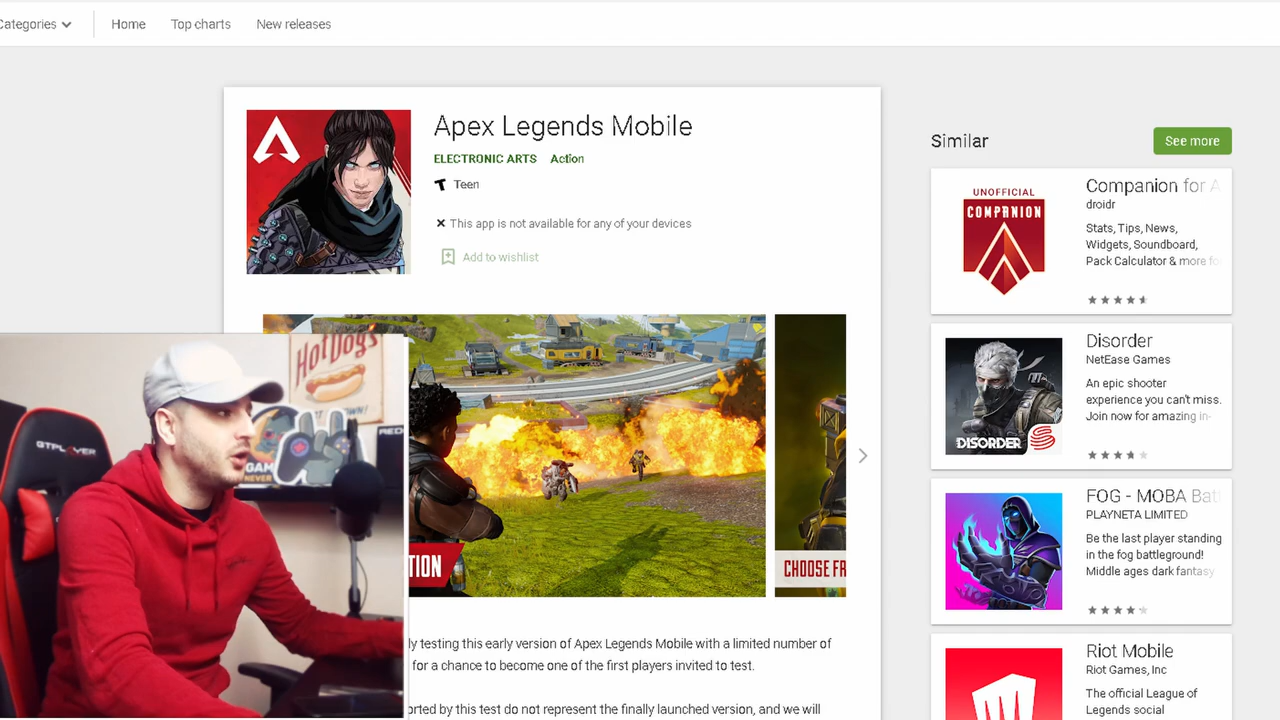 Categories
Home
Top charts
New releases
Apex Legends Mobile
ELECTRONIC ARTS Action
Teen
This app is not available for any of your devices
Add to wishlist
CHOOSE
testing this early version of Apex Legends Mobile with a limited number of
for a chance to become one of the first players invited to test.
by this test do not represent the finally launched version, and we will
Similar
See more
UNOFFICIAL
COMPANION
Companion for
droidr
Stats, Tips, News,
Widgets, Soundboard,
Pack Calculator & more
DISORDER
Disorder
NetEase Games
An epic shooter
experience you can't miss.
Join now for amazing in-
FOG - MOBA
PLAYNETA LIMITED
Be the last player standing
in the fog battleground!
Middle ages dark fantasy
Riot Mobile
Riot Games, Inc
The official League of
Legends social
Hot Dogs
GTPLAYER
GAM
NEVER